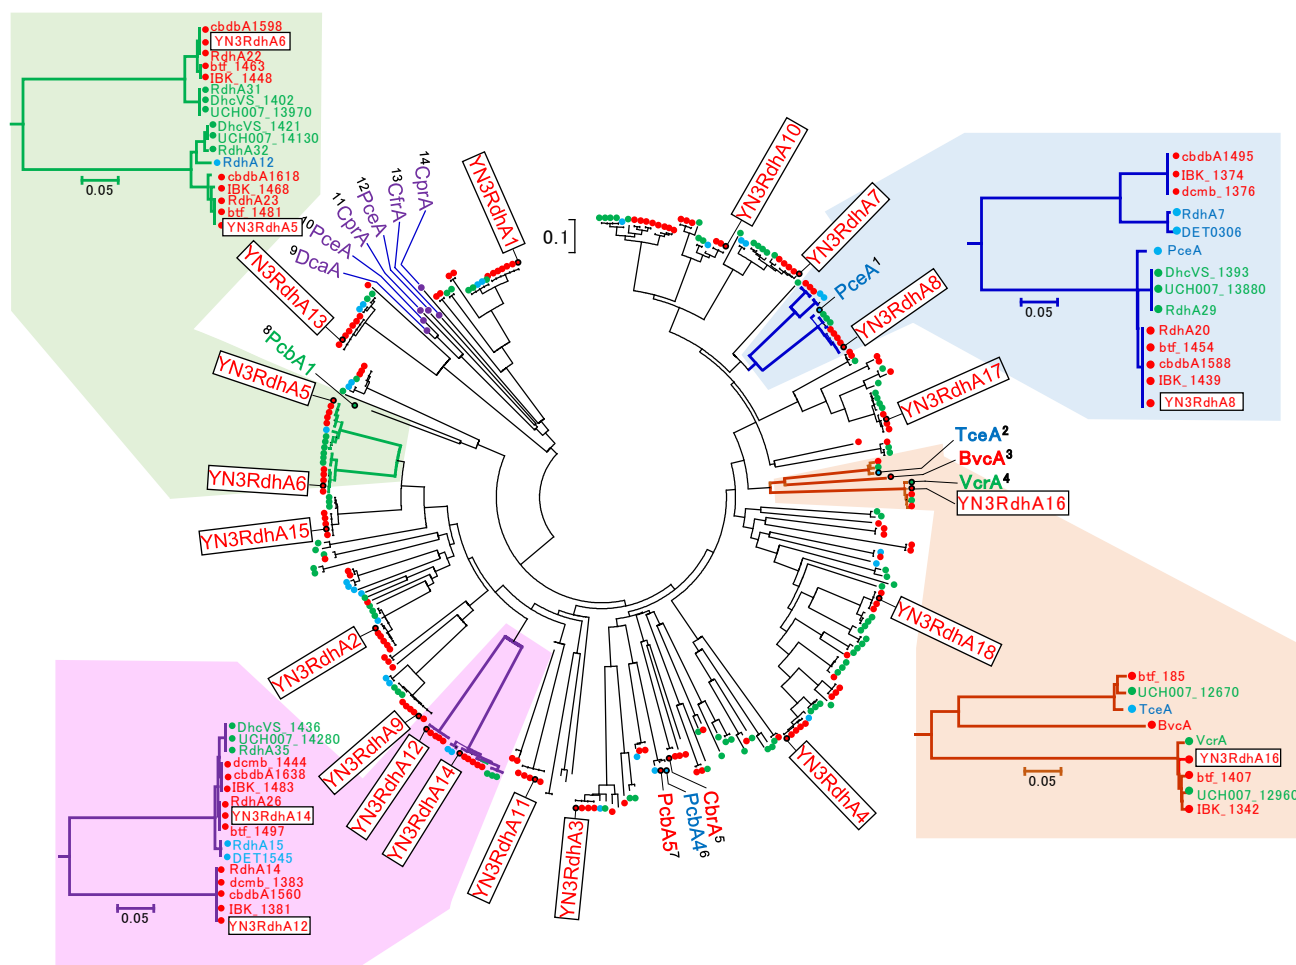 cbdbA1598
YN3RdhA6
RdhA22
btf_1463
IBK_1448
RdhA31
DhcVS_1402
UCH007_13970
DhcVS_1421
UCH007_14130
RdhA32
RdhA12
cbdbA1618
IBK_1468
RdhA23
btf_1481
YN3RdhA5
0.05
cbdbA1495
IBK_1374
dcmb_1376
RdhA7
DET0306
PceA
DhcVS_1393
UCH007_13880
RdhA29
RdhA20
btf_1454
cbdbA1588
IBK_1439
YN3RdhA8
0.05
0.1
YN3RdhA10
YN3RdhA7
PceA1
YN3RdhA8
YN3RdhA17
TceA2
BvcA3
VcrA4
YN3RdhA16
YN3RdhA18
YN3RdhA4
CbrA5
PcbA4 6
PcbA5 7
YN3RdhA3
YN3RdhA11
YN3RdhA14
YN3RdhA12
YN3RdhA9
YN3RdhA2
YN3RdhA15
YN3RdhA6
YN3RdhA5
8PcbA1
YN3RdhA13
9DcaA
10PceA
11CprA
12PceA
13CfrA
14CprA
YN3RdhA1
btf_185
UCH007_12670
TceA
BvcA
VcrA
YN3RdhA16
btf_1407
UCH007_12960
IBK_1342
0.05
DhcVS_1436
UCH007_14280
RdhA35
dcmb_1444
cbdbA1638
IBK_1483
RdhA26
YN3RdhA14
btf_1497
RdhA15
DET1545
RdhA14
dcmb_1383
cbdbA1560
IBK_1381
YN3RdhA12
0.05